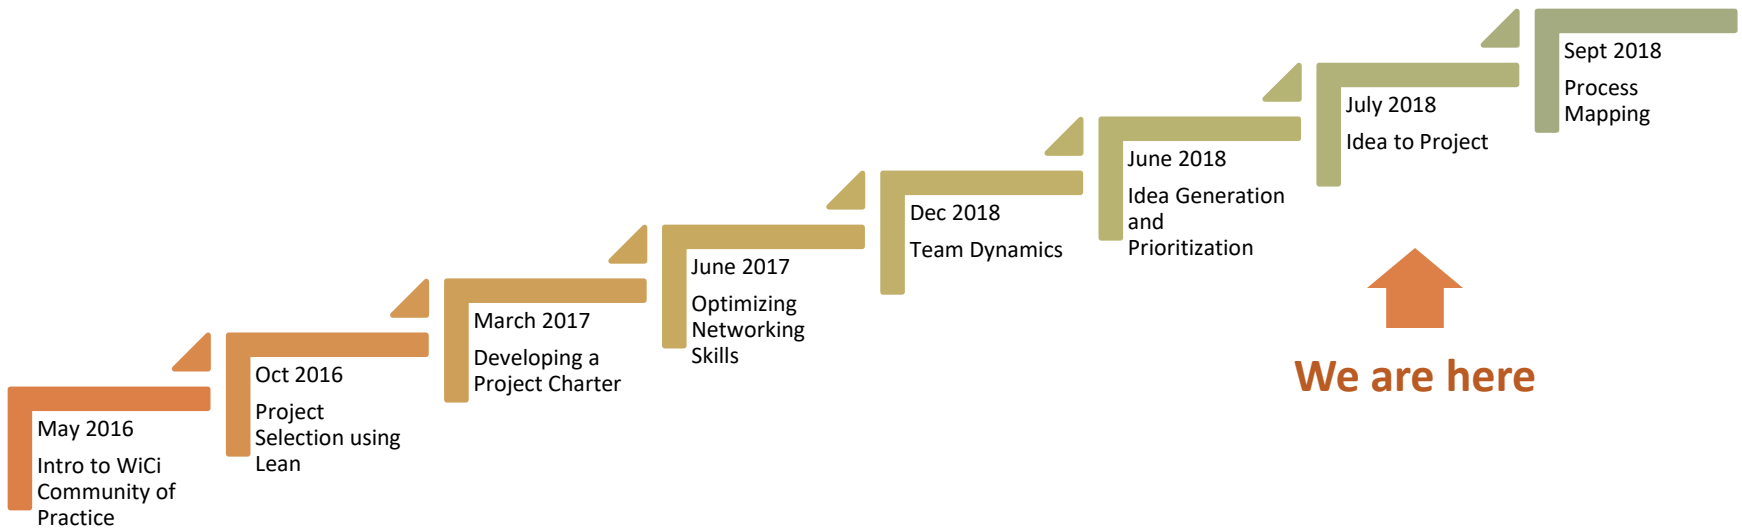 May 2016
Intro to WiCi
Community of
Practice
Oct 2016
Project
Selection using
Lean
March 2017
Developing a
Project Charter
June 2017
Optimizing
Networking
Skills
Dec 2018
Team Dynamics
June 2018
Idea Generation
and
Prioritization
July 2018
Idea to Project
Sept 2018
Process
Mapping
We are here